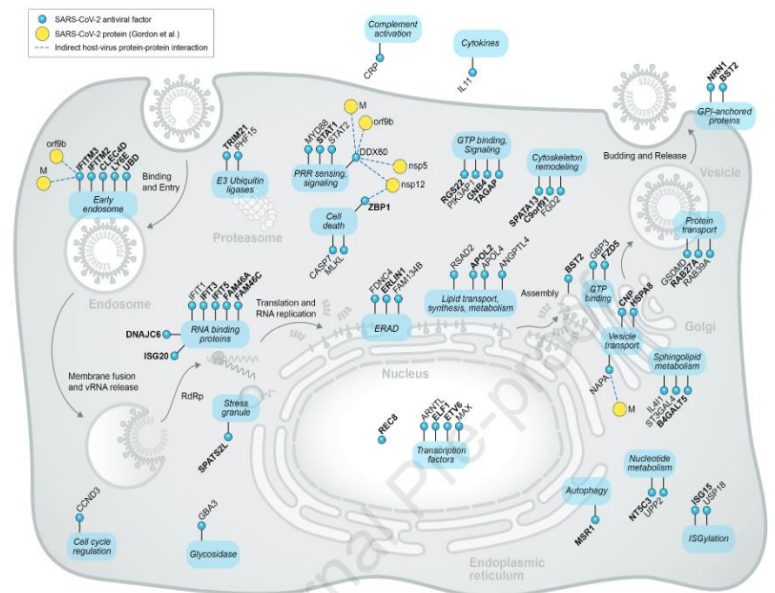 SARS-CoV-2 antiviral factor
SARS-CoV-2 protein (Gordon et al.)
Indirect host-virus protein-protein interaction
Complement
activation
CRP
Cytokines
IL11
NRN1
BST2
GPI-anchored
proteins
orf9b
M
IFITM3
IFITM2
CLEC4D
LY6E
UBD
Early
endosome
Binding
and Entry
TRIM21
PHF15
E3 Ubiquitin
ligases
Proteasome
MYD88
STAT1
STAT2
PRR sensing,
signaling
M
orf9b
DDX60
nsp5
nsp12
ZBP1
Cell
death
CASP7
MLKL
GTP binding,
Signaling
RGS22
PIK3AP1
GNB4
TAGAP
Cytoskeleton
remodeling
SPATA13
C9orf91
FGD2
Budding and Release
Vesicle
Protein
transport
GSDMD
RAB27A
RAB39A
Endosome
IFIT1
IFIT3
IFIT5
FAM46A
FAM46C
DNAJC6
ISG20
RNA binding
proteins
Translation and
RNA replication
FDNC4
ERLIN1
FAM134B
ERAD
RSAD2
APOL2
APOL4
ANGPTL4
Lipid transport,
synthesis, metabolism
Assembly
BST2
GBP3
FZD5
GTP
binding
CNP
HSPA8
Vesicle
transport
NAPA
M
Golgi
Sphingolipid
metabolism
IL4I1
ST3GAL4
B4GALT5
Membrane fusion
and vRNA release
RdRp
Stress
granule
SPATS2L
Nucleus
REC8
ARNTL
ELF1
ETV6
MAX
Transcription
factors
Nucleotide
metabolism
NT5C3
UPP2
Autophagy
MSR1
ISG15
USP18
ISGylation
CCND3
Cell cycle
regulation
GBA3
Glycosidase
Endoplasmic
reticulum